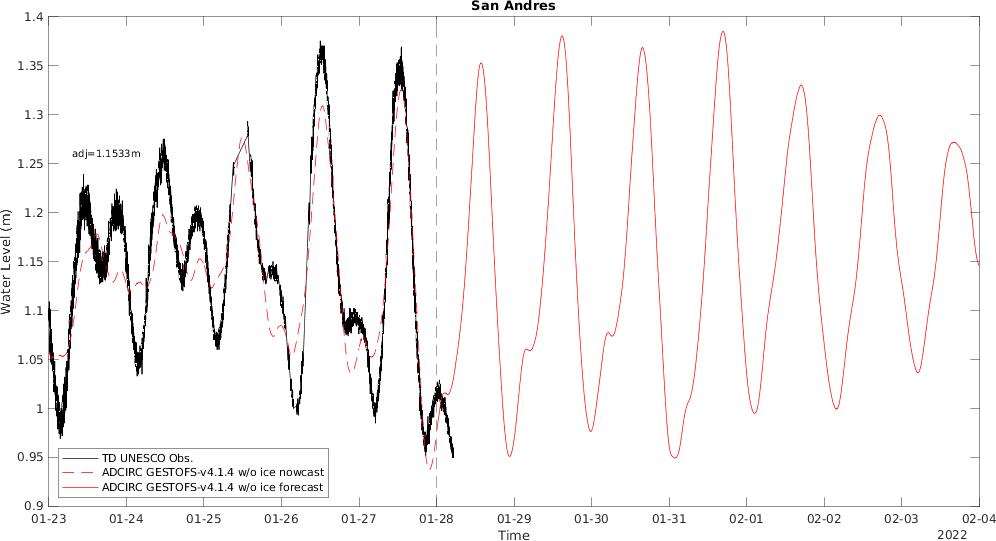 San Andres
1.4
1.35
1.3
1.25
1.2
1.15
1.1
1.05
1
0.95
0.9
Water Level (m)
adj=1.1533m
TD UNESCO Obs.
ADCIRC GESTOFS-v4.1.4 w/o ice nowcast
ADCIRC GESTOFS-v4.1.4 w/o ice forecast
01-23 01-24 01-25 01-26 01-27 01-28 01-29 01-30 01-31 02-01 02-02 02-03 02-04
Time
2022